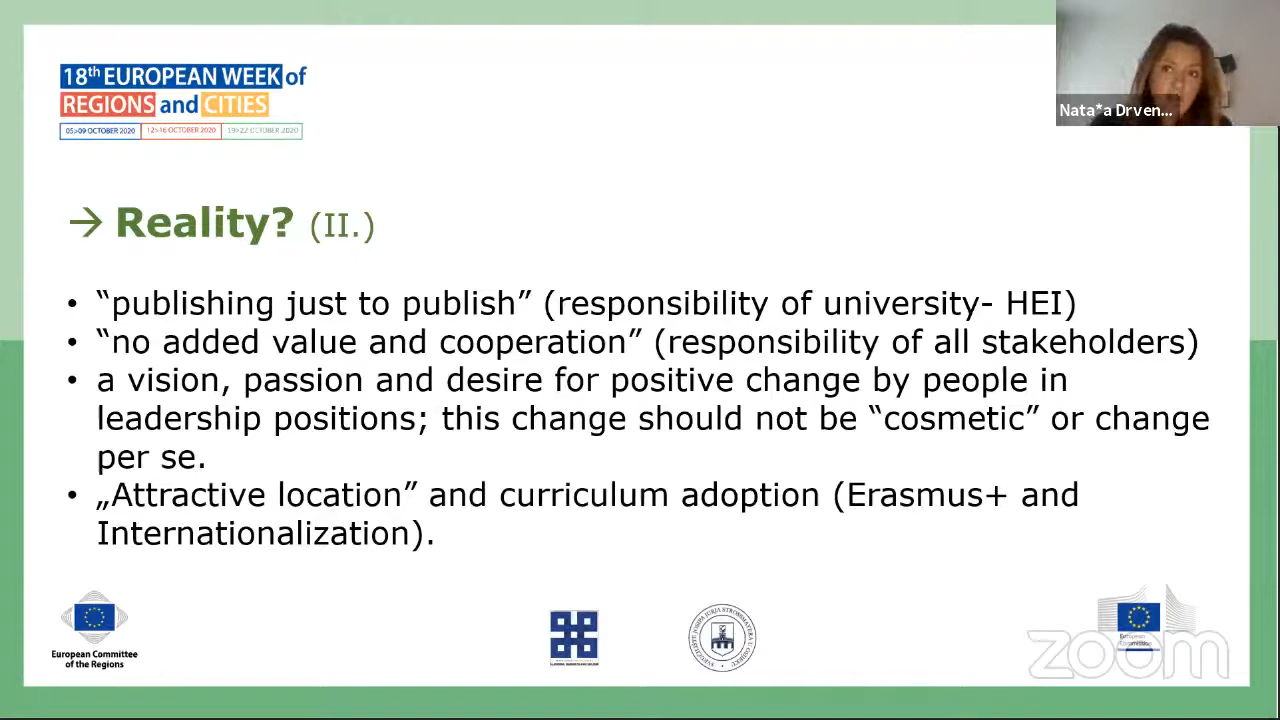 18th EUROPEAN WEEK of
REGIONS and CITIES
05>09 OCTOBER 2020 12>16 OCTOBER 2020 19>22 OCTOBER 2020
Nata*a Drven...
→ Reality? (II.)
• “publishing just to publish” (responsibility of university- HEI)
• “no added value and cooperation” (responsibility of all stakeholders)
• a vision, passion and desire for positive change by people in
leadership positions; this change should not be “cosmetic” or change
per se.
• „Attractive location” and curriculum adoption (Erasmus+ and
Internationalization).
European Committee
of the Regions
European
Commission
zoom